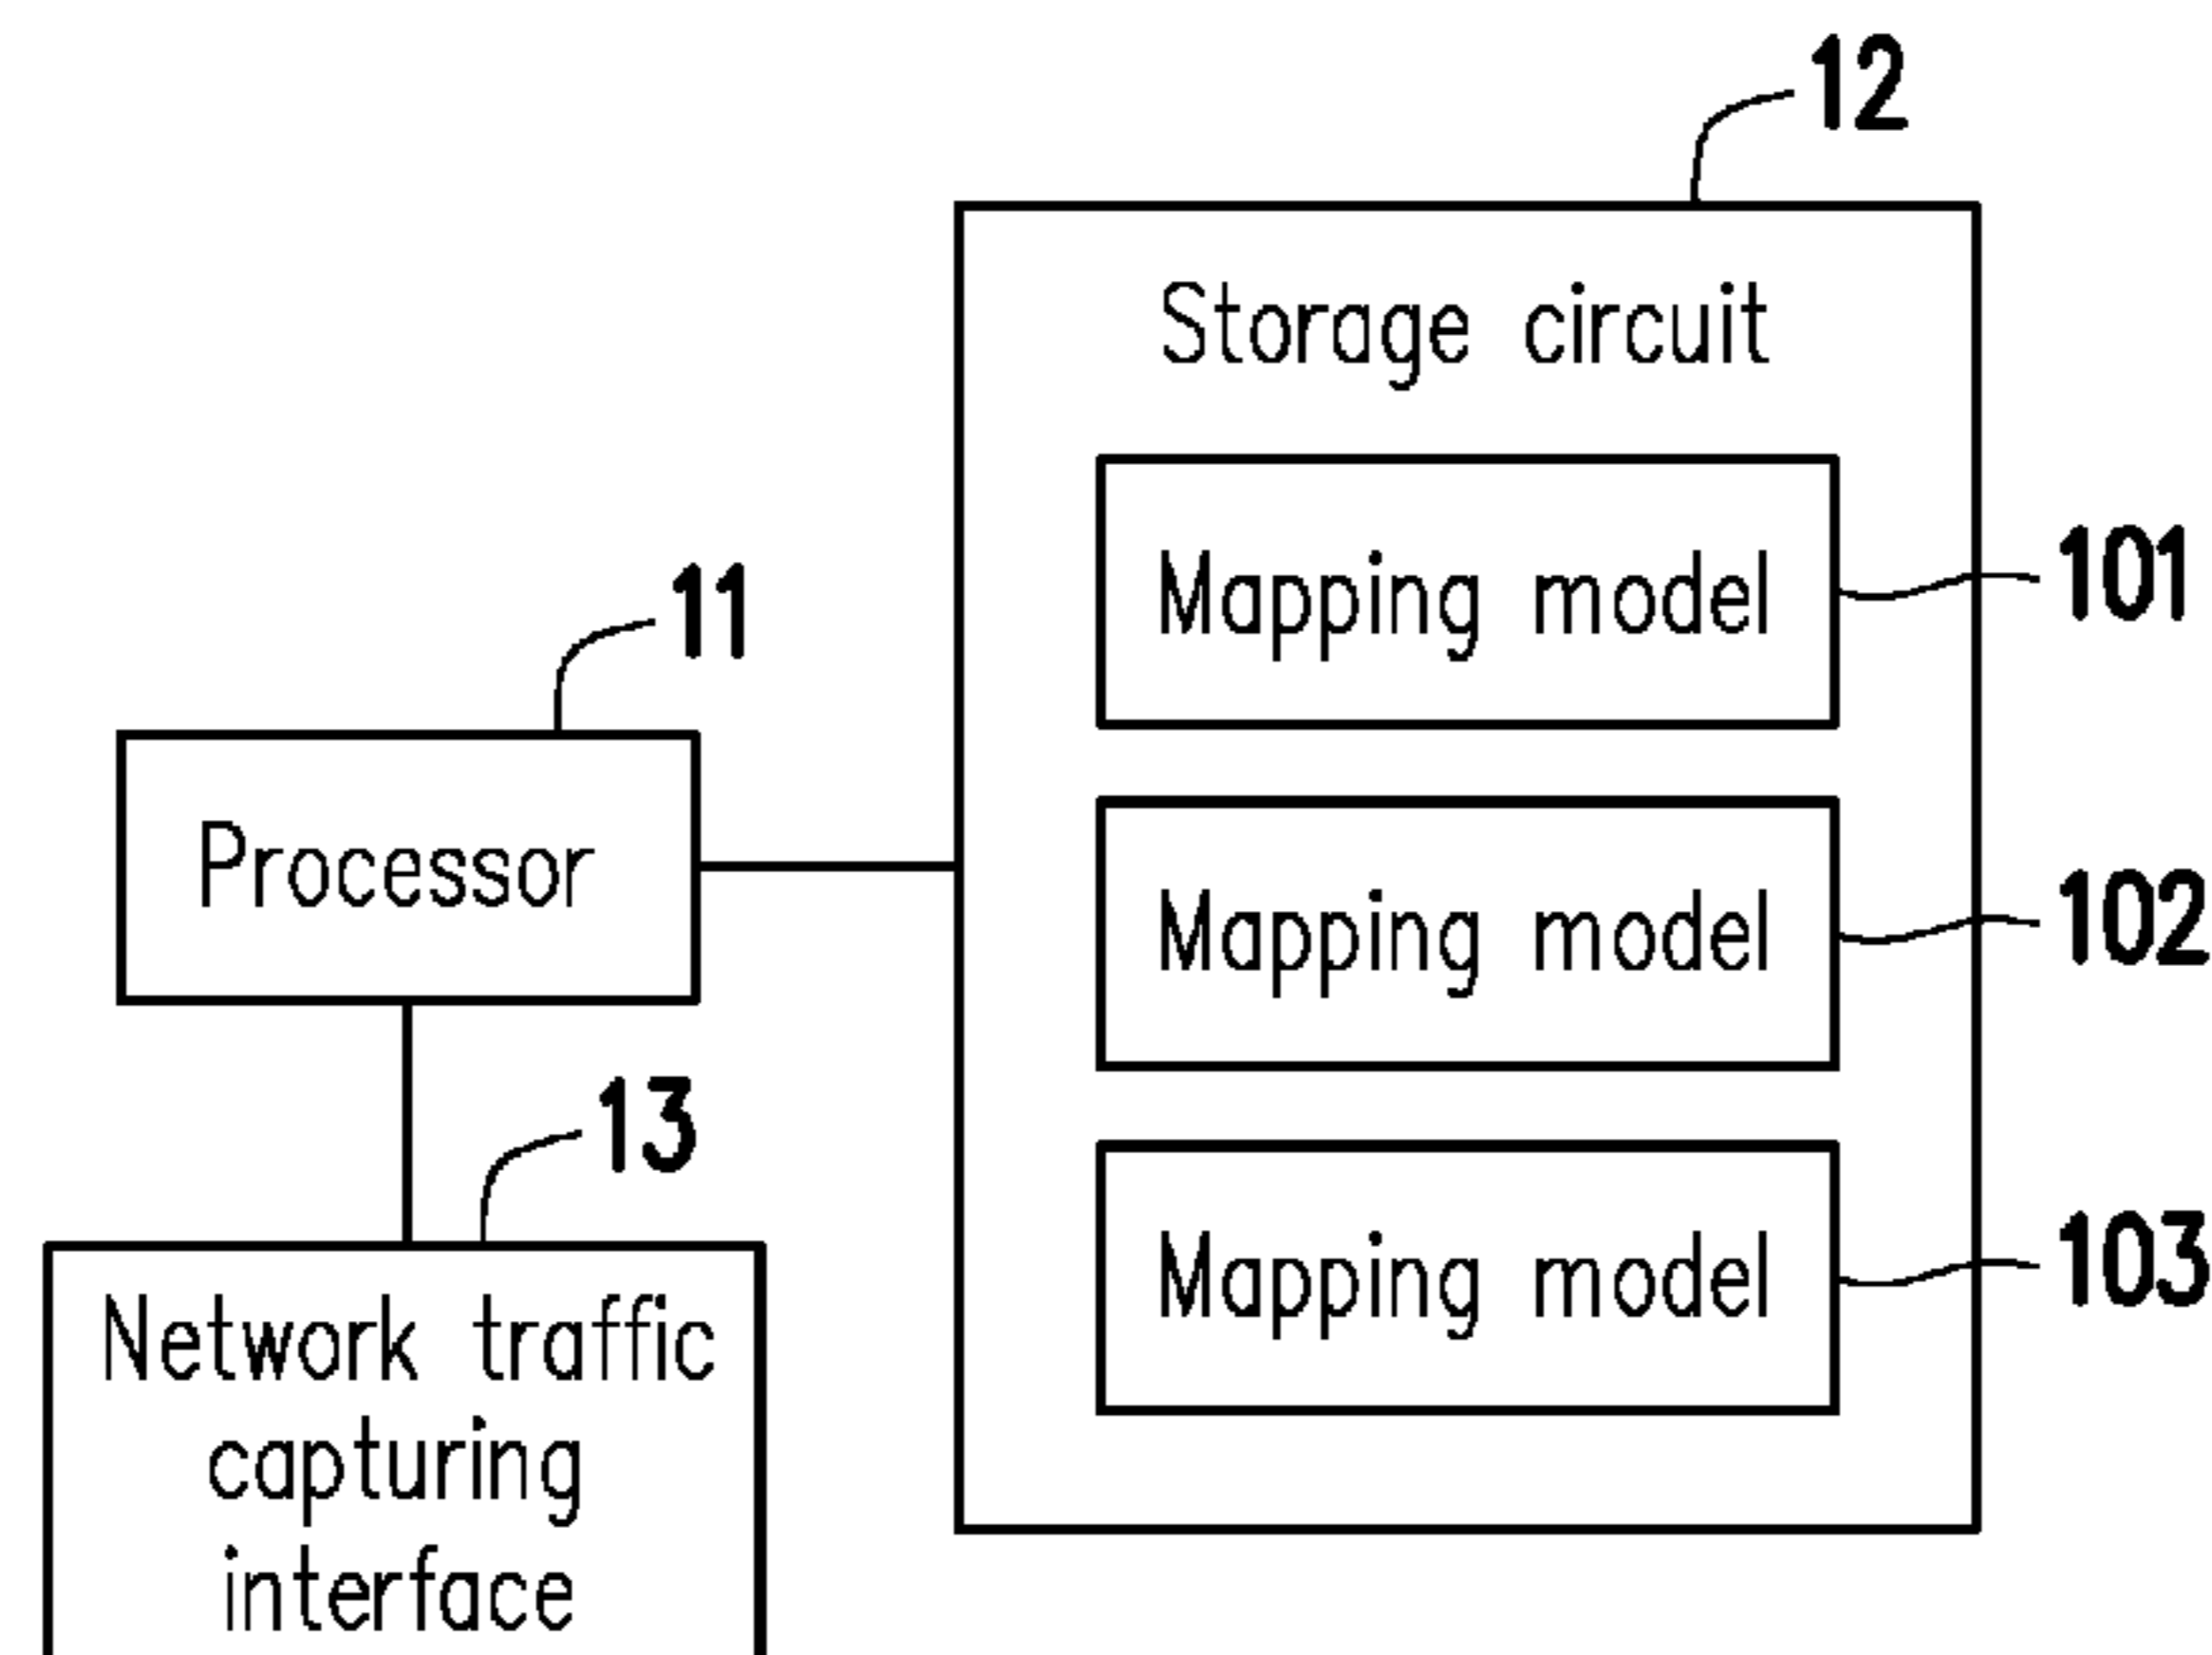 12
Storage circuit
Mapping model
101
11
Processor
Mapping model
102
13
Mapping model
103
Network traffic
capturing
interface